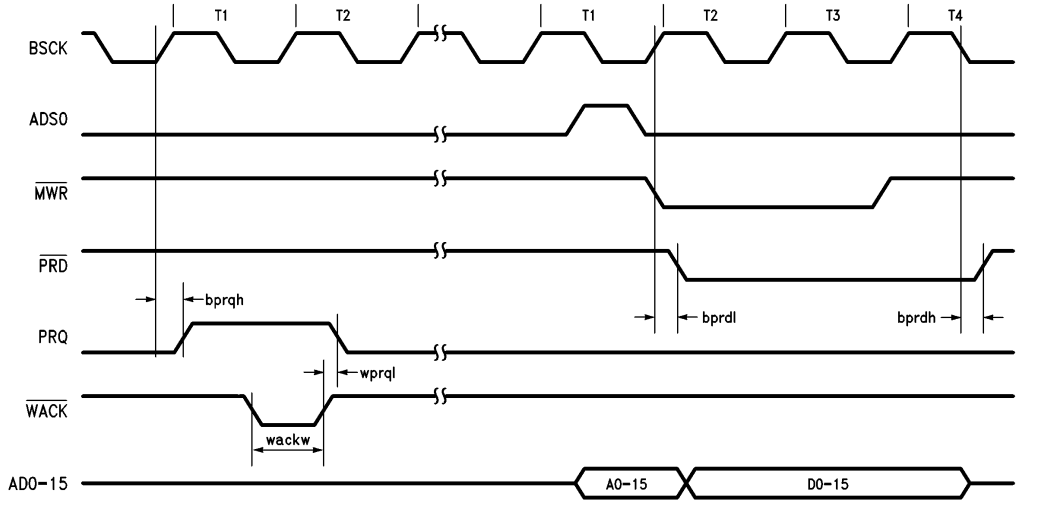 T1 T2 T1 T2 T3 T4
BSCK
ADS0
MWR
PRD
bprqh
bprdl
bprdh
PRQ
wprql
WACK
wackw
AD0-15
A0-15
D0-15